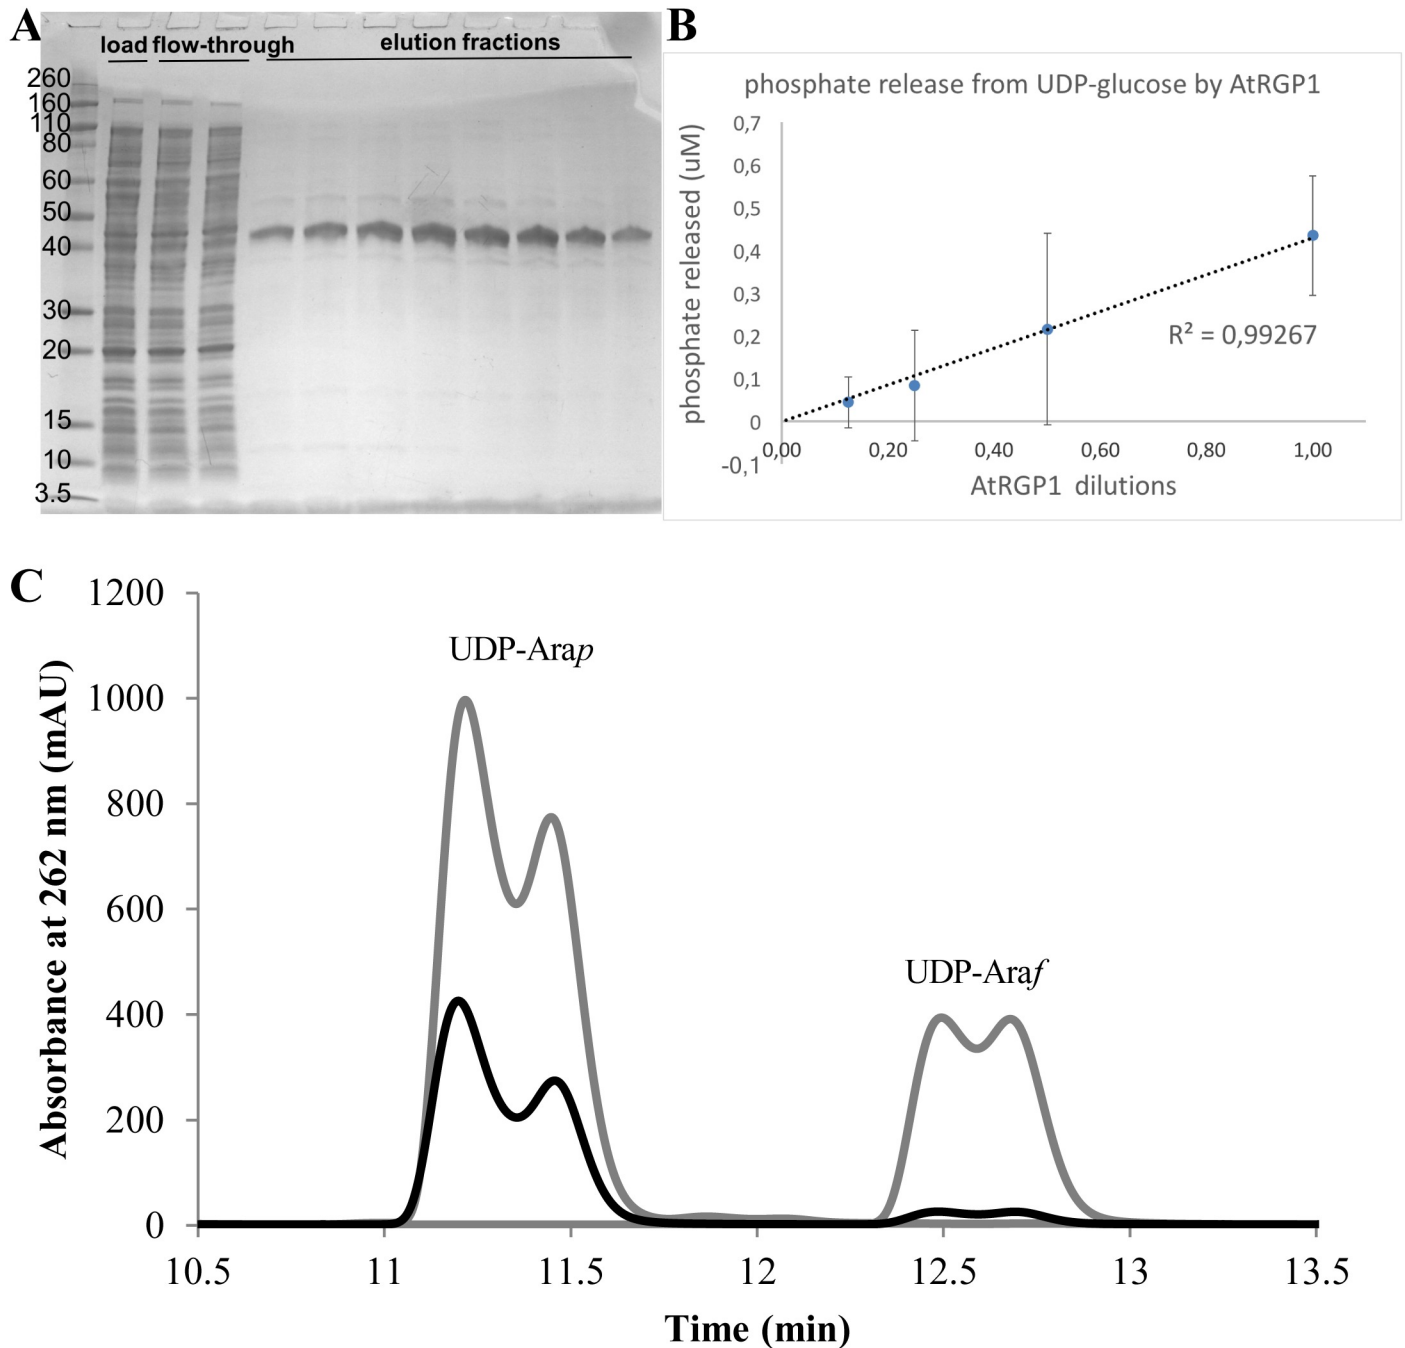 A
load flow-through elution fractions
260
160
110
80
60
50
40
30
20
15
10
3.5
B
phosphate release from UDP-glucose by AtRGP1
phosphate released (uM)
0,7
0,6
0,5
0,4
0,3
0,2
0,1
0
-0,1
R² = 0,99267
0,00 0,20 0,40 0,60 0,80 1,00
AtRGP1 dilutions
C
Absorbance at 262 nm (mAU)
1200
1000
800
600
400
200
0
UDP-Arap
UDP-Araf
10.5 11 11.5 12 12.5 13 13.5
Time (min)